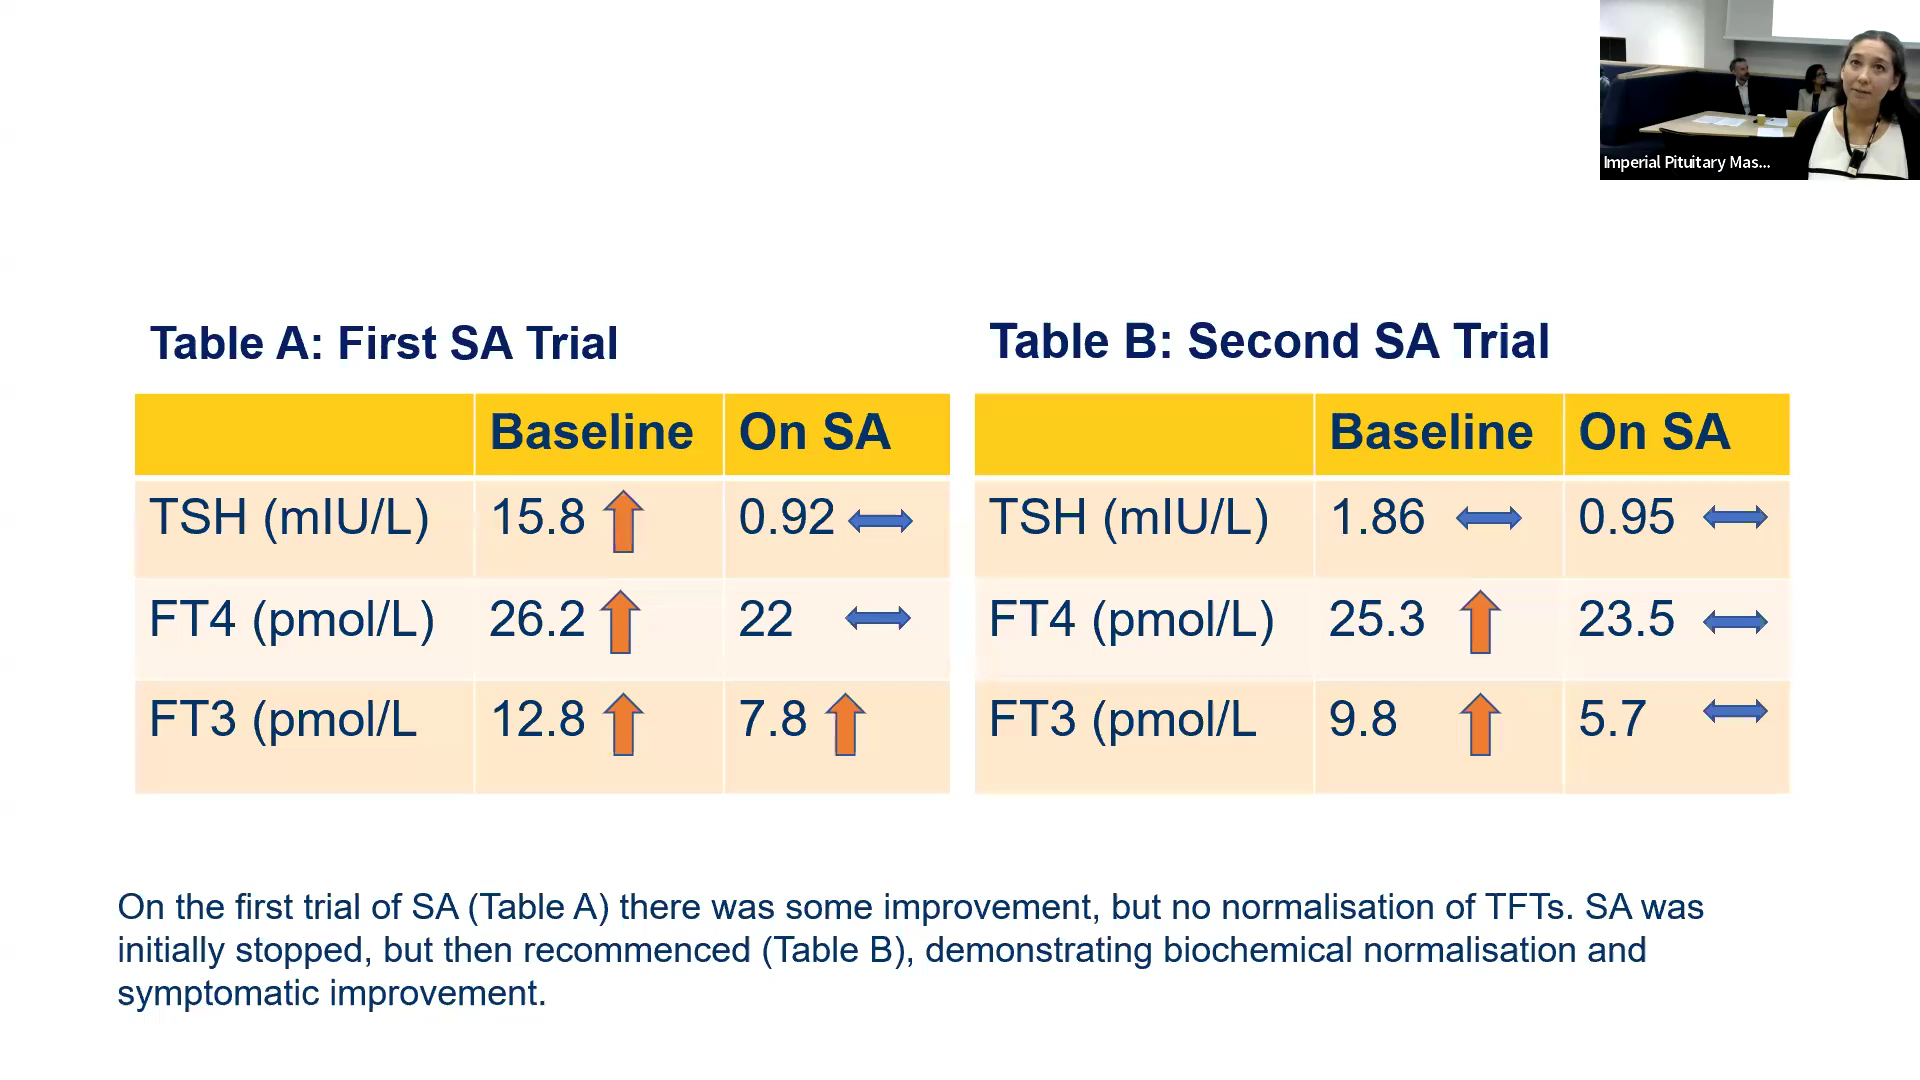 Imperial Pituitary Mas...
Table A: First SA Trial
Baseline On SA
TSH (mIU/L) 15.8 0.92
FT4 (pmol/L) 26.2 22
FT3 (pmol/L 12.8 7.8
Table B: Second SA Trial
Baseline On SA
TSH (mIU/L) 1.86 0.95
FT4 (pmol/L) 25.3 23.5
FT3 (pmol/L 9.8 5.7
On the first trial of SA (Table A) there was some improvement, but no normalisation of TFTs. SA was
initially stopped, but then recommenced (Table B), demonstrating biochemical normalisation and
symptomatic improvement.